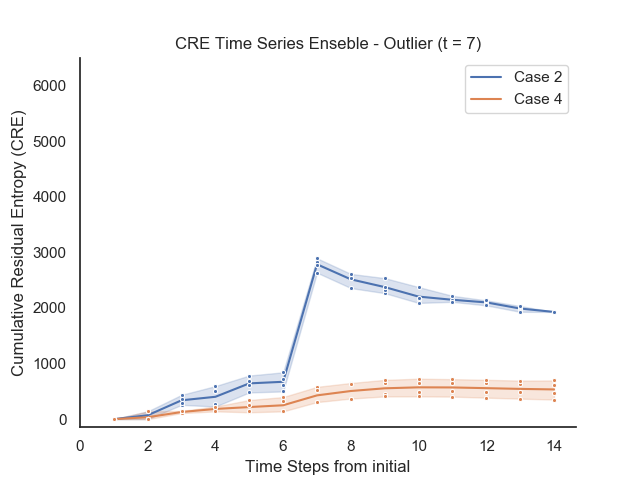 CRE Time Series Enseble - Outlier (t = 7)
Case 2
Case 4
Cumulative Residual Entropy (CRE)
6000
5000
4000
3000
2000
1000
0
0 2 4 6 8 10 12 14
Time Steps from initial